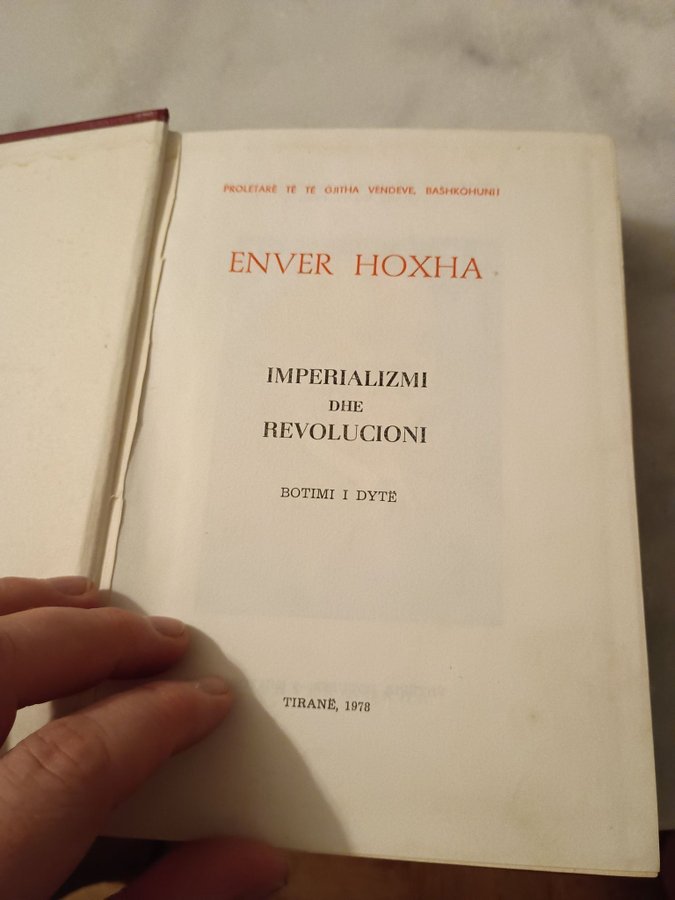 PROLETARË TË TË GJITHA VENDEVE, BASHKOHUNI!
ENVER HOXHA
IMPERIALIZMI
DHE
REVOLUCIONI
BOTIMI I DYTË
TIRANË, 1978